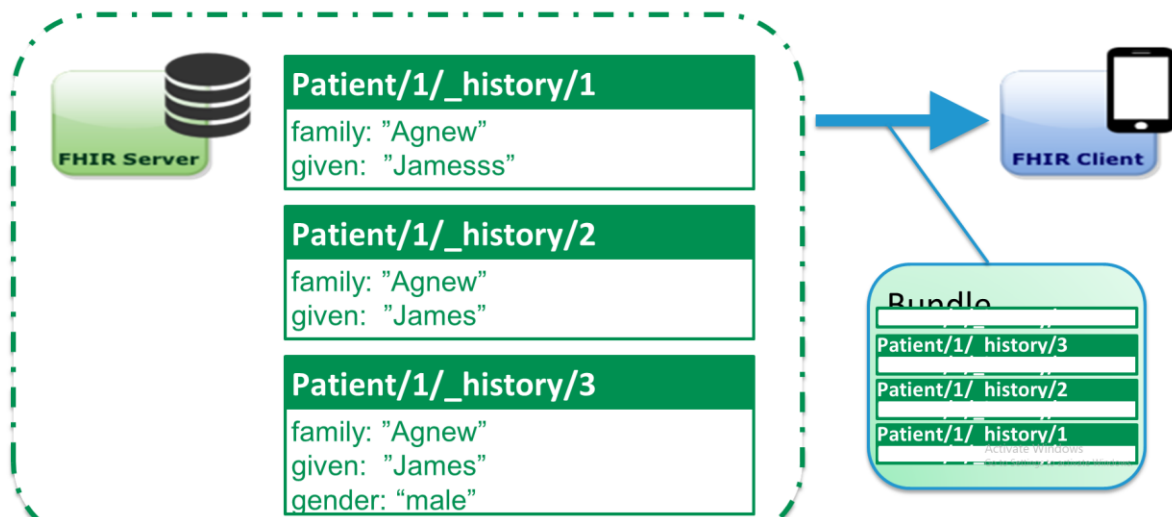 FHIR Server
Patient/1/_history/1
family: ”Agnew”
given: ”Jamesss”
Patient/1/_history/2
family: ”Agnew”
given: ”James”
Patient/1/_history/3
family: ”Agnew”
given: ”James”
gender: “male”
FHIR Client
Bundle
Patient/1/_history/3
Patient/1/_history/2
Patient/1/_history/1
Activate Windows